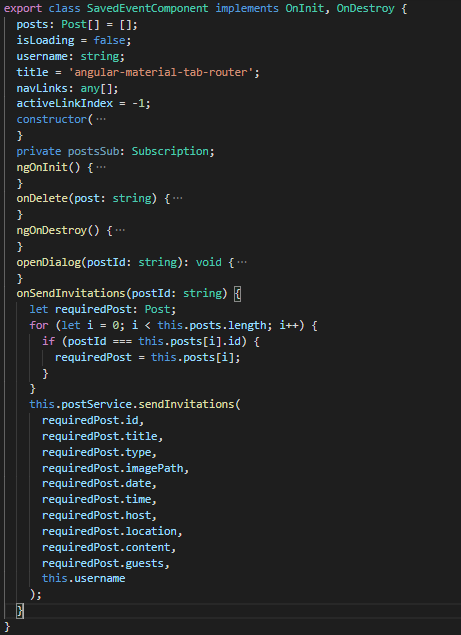 export class SavedEventComponent implements OnInit, OnDestroy {
  posts: Post[] = [];
  isLoading = false;
  username: string;
  title = 'angular-material-tab-router';
  navLinks: any[];
  activeLinkIndex = -1;
  constructor( ···
  }
  private postsSub: Subscription;
  ngOnInit() { ···
  }
  onDelete(post: string) { ···
  }
  ngOnDestroy() { ···
  }
  openDialog(postId: string): void { ···
  }
  onSendInvitations(postId: string) {
    let requiredPost: Post;
    for (let i = 0; i < this.posts.length; i++) {
      if (postId === this.posts[i].id) {
        requiredPost = this.posts[i];
      }
    }
    this.postService.sendInvitations(
      requiredPost.id,
      requiredPost.title,
      requiredPost.type,
      requiredPost.imagePath,
      requiredPost.date,
      requiredPost.time,
      requiredPost.host,
      requiredPost.location,
      requiredPost.content,
      requiredPost.guests,
      this.username
    );
  }
}